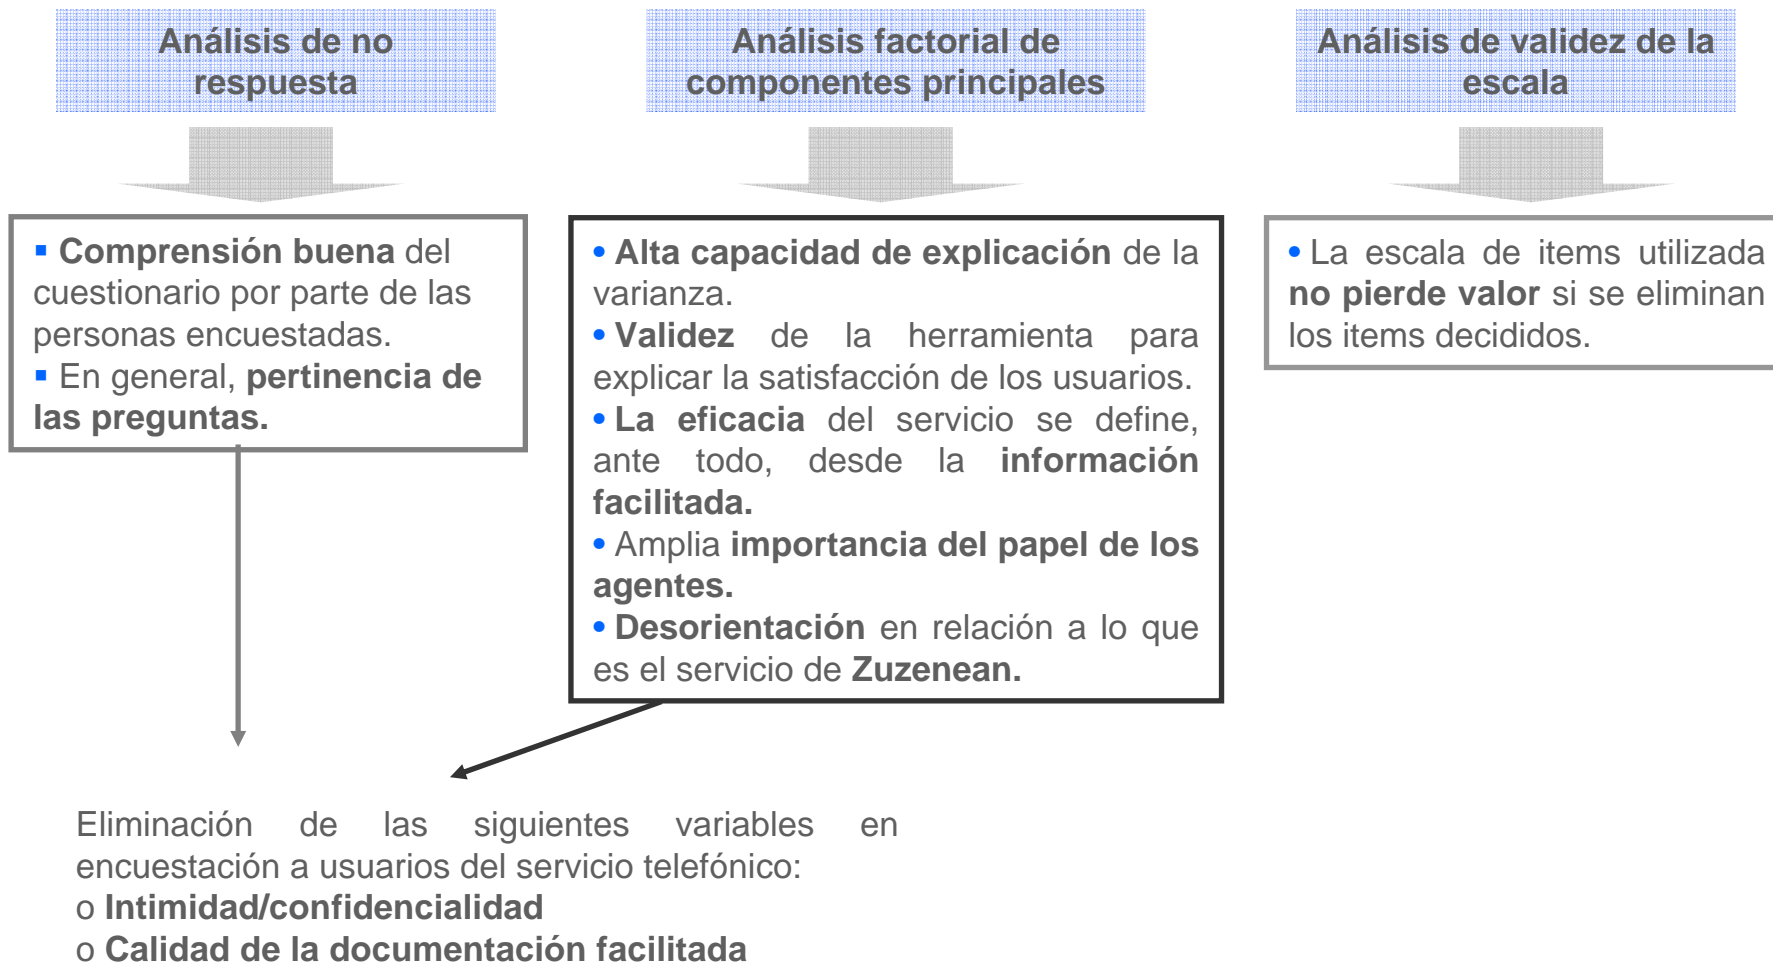 Análisis de no
respuesta
Análisis factorial de
componentes principales
Análisis de validez de la
escala
▪ Comprensión buena del
cuestionario por parte de las
personas encuestadas.
▪ En general, pertinencia de
las preguntas.
• Alta capacidad de explicación de la
varianza.
• Validez de la herramienta para
explicar la satisfacción de los usuarios.
• La eficacia del servicio se define,
ante todo, desde la información
facilitada.
• Amplia importancia del papel de los
agentes.
• Desorientación en relación a lo que
es el servicio de Zuzenean.
• La escala de items utilizada
no pierde valor si se eliminan
los items decididos.
Eliminación de las siguientes variables en
encuestación a usuarios del servicio telefónico:
o Intimidad/confidencialidad
o Calidad de la documentación facilitada